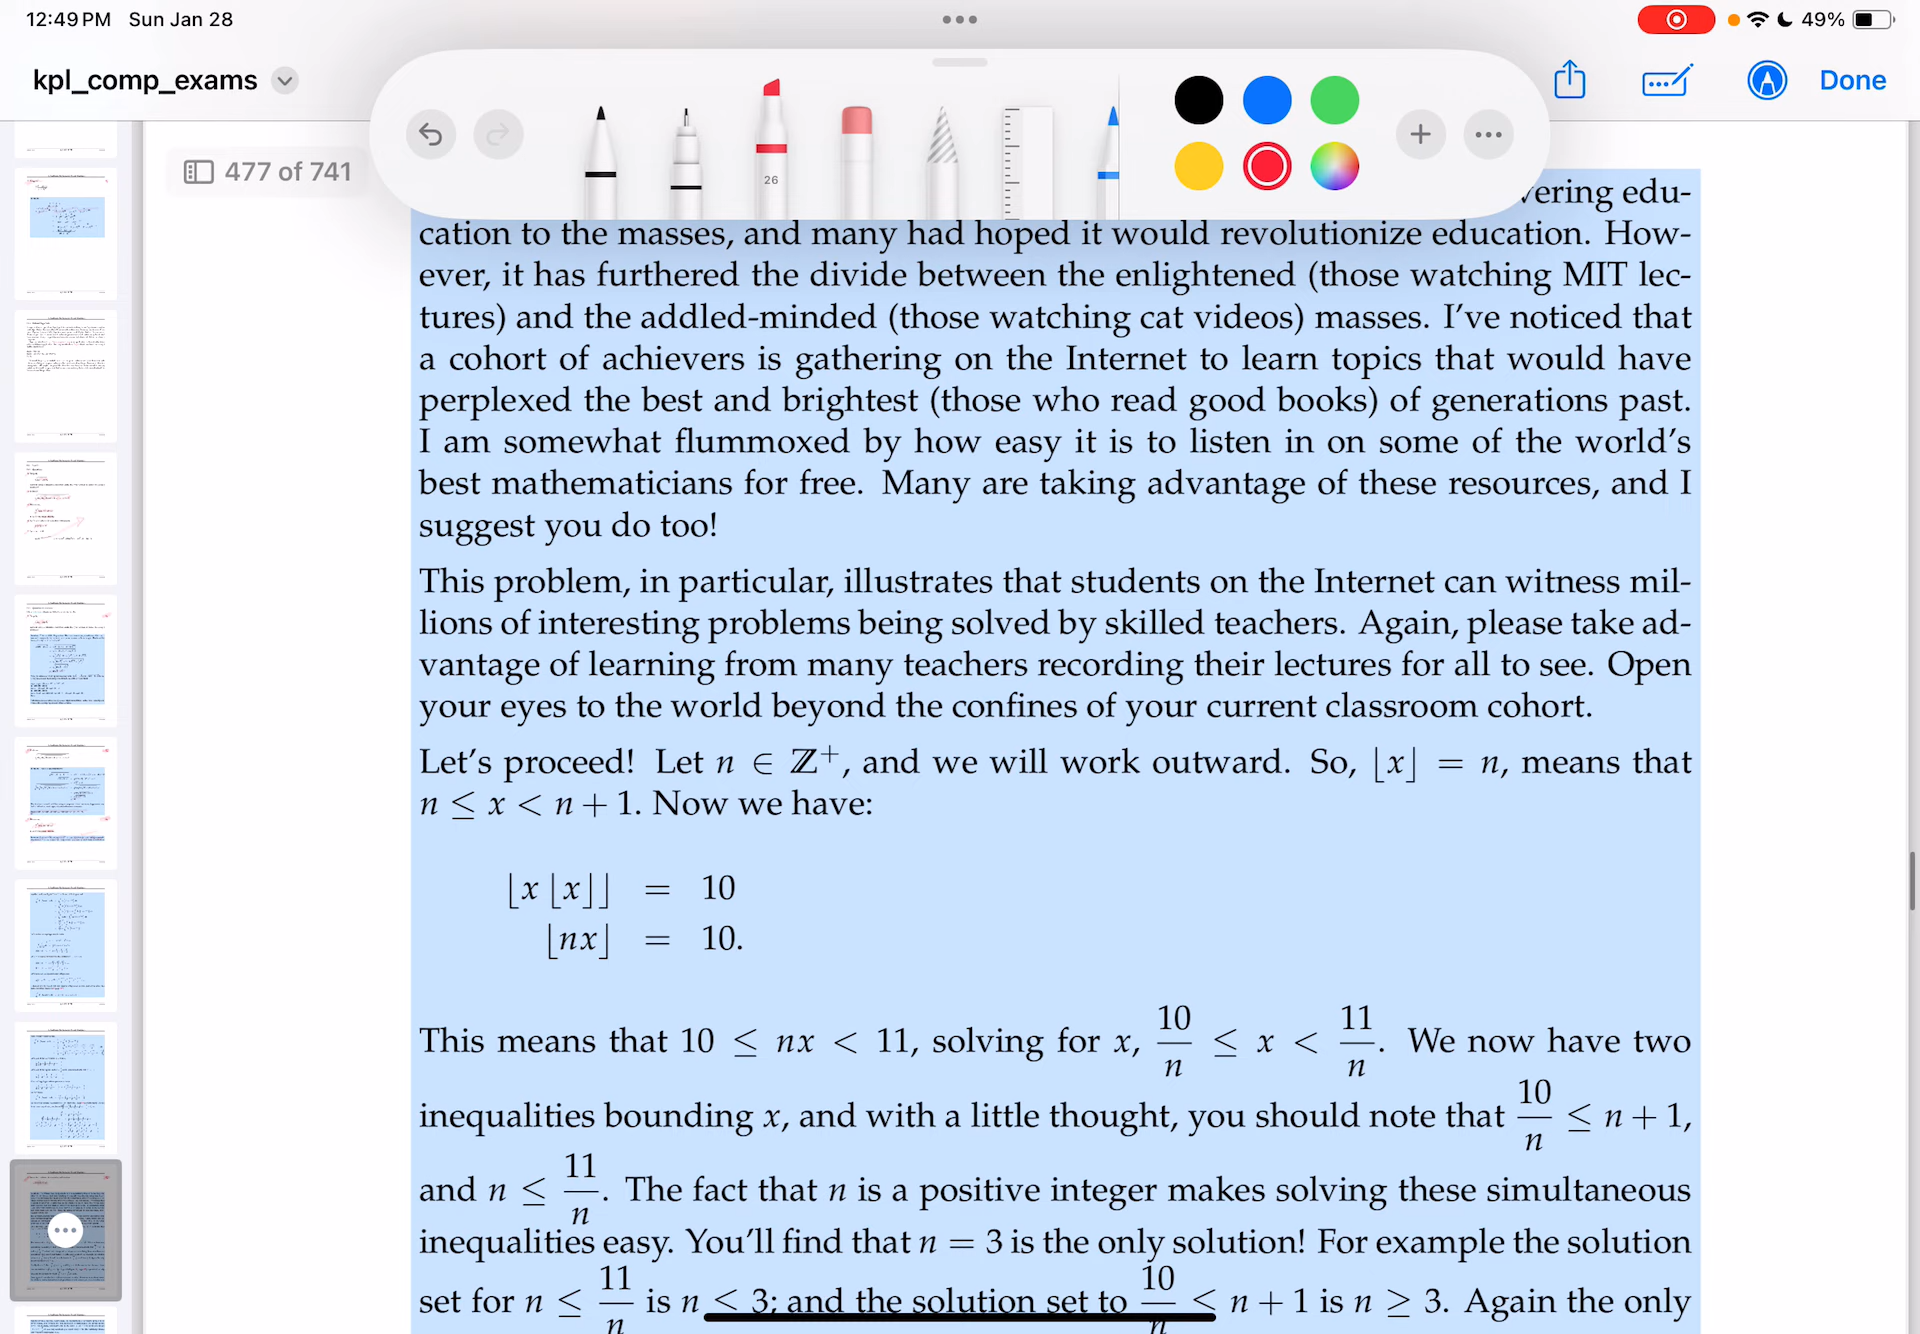 12:49 PM Sun Jan 28
49%
kpl_comp_exams
Done
26
477 of 741
vering edu-
cation to the masses, and many had hoped it would revolutionize education. How-
ever, it has furthered the divide between the enlightened (those watching MIT lec-
tures) and the addled-minded (those watching cat videos) masses. I've noticed that
a cohort of achievers is gathering on the Internet to learn topics that would have
perplexed the best and brightest (those who read good books) of generations past.
I am somewhat flummoxed by how easy it is to listen in on some of the world's
best mathematicians for free. Many are taking advantage of these resources, and I
suggest you do too!
This problem, in particular, illustrates that students on the Internet can witness mil-
lions of interesting problems being solved by skilled teachers. Again, please take ad-
vantage of learning from many teachers recording their lectures for all to see. Open
your eyes to the world beyond the confines of your current classroom cohort.
Let's proceed! Let n ∈ ℤ⁺, and we will work outward. So, ⌊x⌋ = n, means that
n ≤ x < n + 1. Now we have:
⌊x ⌊x⌋⌋ = 10
⌊nx⌋ = 10.
This means that 10 ≤ nx < 11, solving for x, 10/n ≤ x < 11/n. We now have two
inequalities bounding x, and with a little thought, you should note that 10/n ≤ n + 1,
and n ≤ 11/n. The fact that n is a positive integer makes solving these simultaneous
inequalities easy. You'll find that n = 3 is the only solution! For example the solution
set for n ≤ 11/n is n ≤ 3; and the solution set to 10/n ≤ n + 1 is n ≥ 3. Again the only